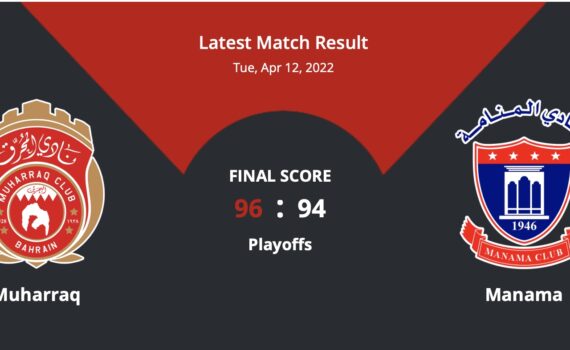 Latest Match Result
Tue, Apr 12, 2022
نادي المحرق
MUHARRAQ CLUB
BAHRAIN
FINAL SCORE
96 : 94
Playoffs
نادي المنامة
1946
MANAMA CLUB
Muharraq
Manama